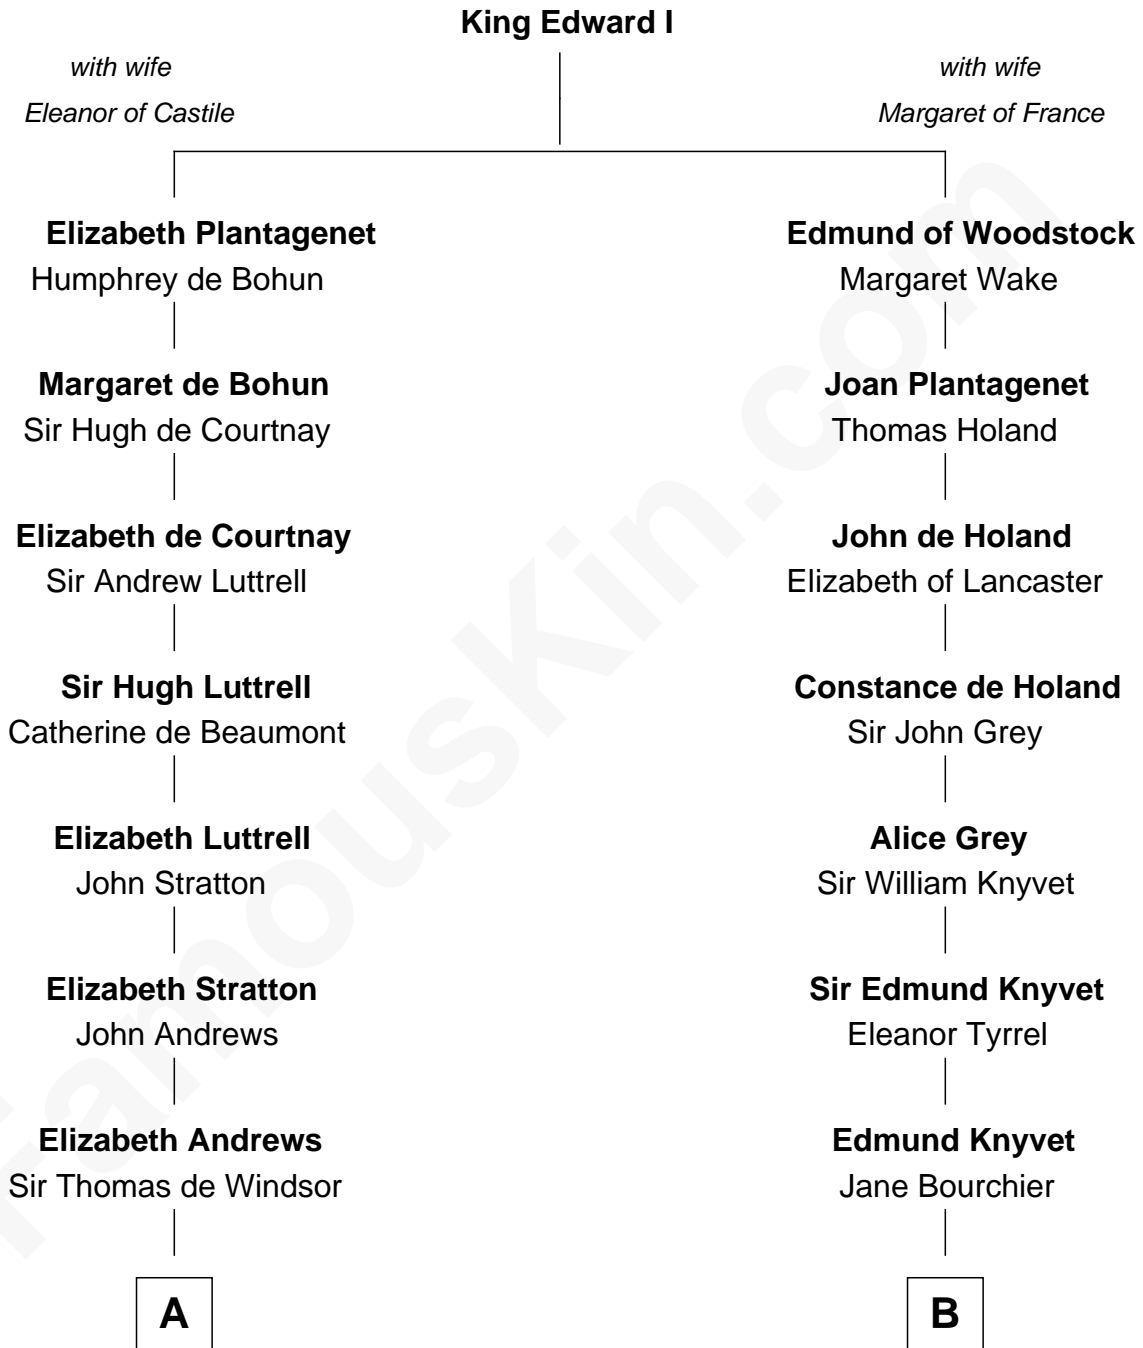 King Edward I
with wife
Eleanor of Castile
with wife
Margaret of France
Elizabeth Plantagenet
Humphrey de Bohun
Edmund of Woodstock
Margaret Wake
Margaret de Bohun
Sir Hugh de Courtnay
Joan Plantagenet
Thomas Holand
Elizabeth de Courtnay
Sir Andrew Luttrell
John de Holand
Elizabeth of Lancaster
Sir Hugh Luttrell
Catherine de Beaumont
Constance de Holand
Sir John Grey
Elizabeth Luttrell
John Stratton
Alice Grey
Sir William Knyvet
Elizabeth Stratton
John Andrews
Sir Edmund Knyvet
Eleanor Tyrrel
Elizabeth Andrews
Sir Thomas de Windsor
Edmund Knyvet
Jane Bourchier
A
B
FamousKin.com